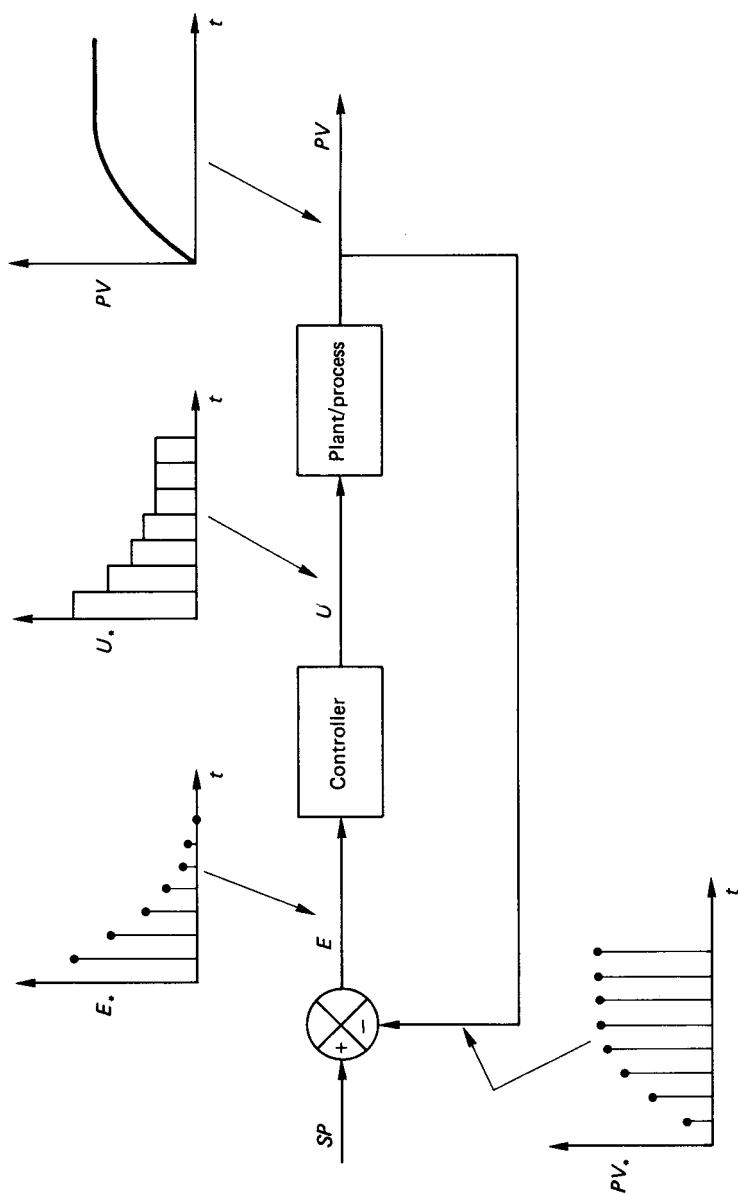 PV
t
U*
t
E*
t
SP
+
−
E
Controller
U
Plant/process
PV
PV*
t